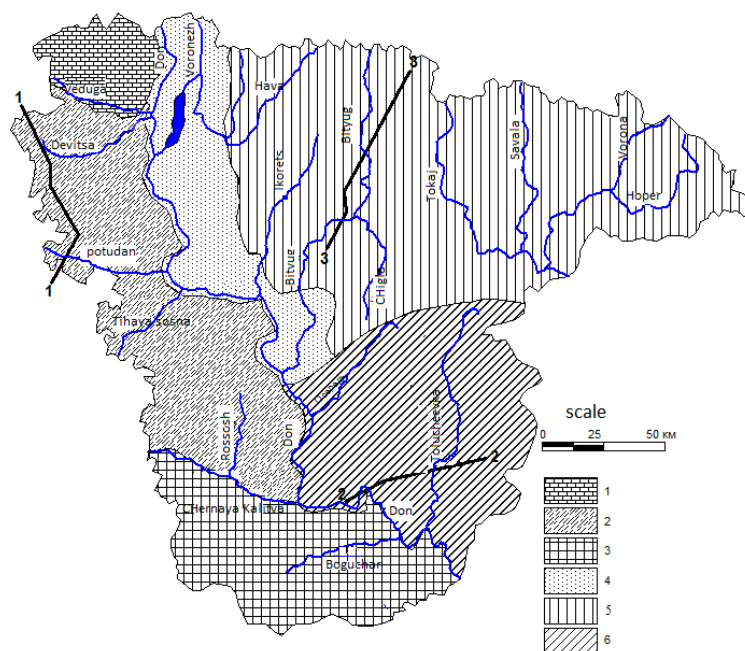 Don
Voronezh
Veduga
Hava
3
1
Devitsa
Ikorets
Bityug
Tokaj
Savala
Vorona
Hoper
potudan
3
1
Bitvug
CHigla
Tihaya sosna
Rossosh
Don
Tolucheevka
2
2
CHernaya Kalitva
Don
Boguchar
scale
0 25 50 км
1
2
3
4
5
6